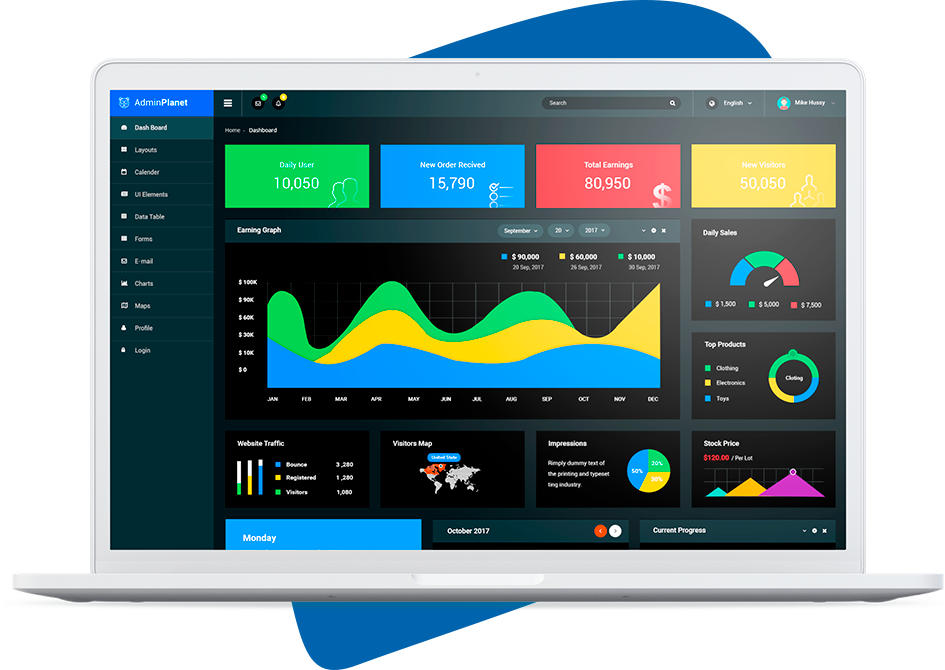 AdminPlanet
Search
English
Mike Hussy
Dash Board
Layouts
Calender
UI Elements
Data Table
Forms
E-mail
Charts
Maps
Profile
Login
Home - Dashboard
Daily User
10,050
New Order Recived
15,790
Total Earnings
80,950
New Visitors
50,050
Earning Graph
September
20
2017
$ 90,000
20 Sep, 2017
$ 60,000
26 Sep, 2017
$ 10,000
30 Sep, 2017
$ 100K
$ 90K
$ 60K
$ 30K
$ 10K
$ 0
JAN FEB MAR APR MAY JUN JUL AUG SEP OCT NOV DEC
Daily Sales
$ 1,500 $ 5,000 $ 7,500
Top Products
Clothing
Electronics
Toys
Cloting
Website Traffic
Bounce 3 ,280
Registered 1 ,280
Visitors 1,080
Visitors Map
United State
Impressions
Rimply dummy text of
the printing and typeset
ting industry.
50%
20%
30%
Stock Price
$120.00 / Per Lot
Monday
October 2017
Current Progress